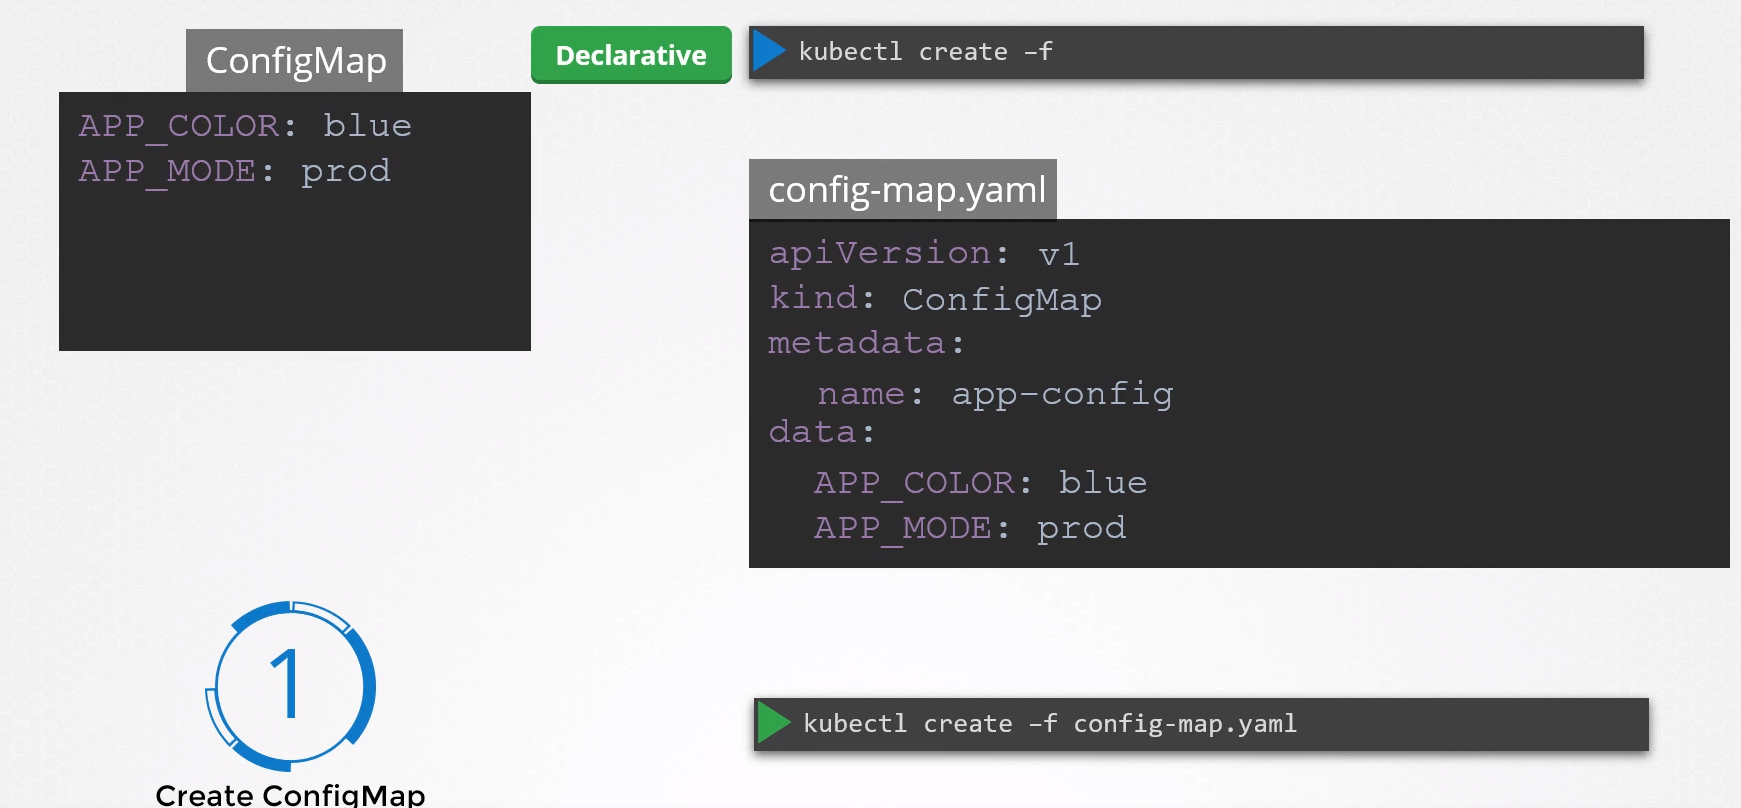 ConfigMap
APP_COLOR: blue
APP_MODE: prod
Declarative
kubectl create –f
config-map.yaml
apiVersion: v1
kind: ConfigMap
metadata:
name: app-config
data:
APP_COLOR: blue
APP_MODE: prod
1
Create ConfigMap
kubectl create –f config-map.yaml